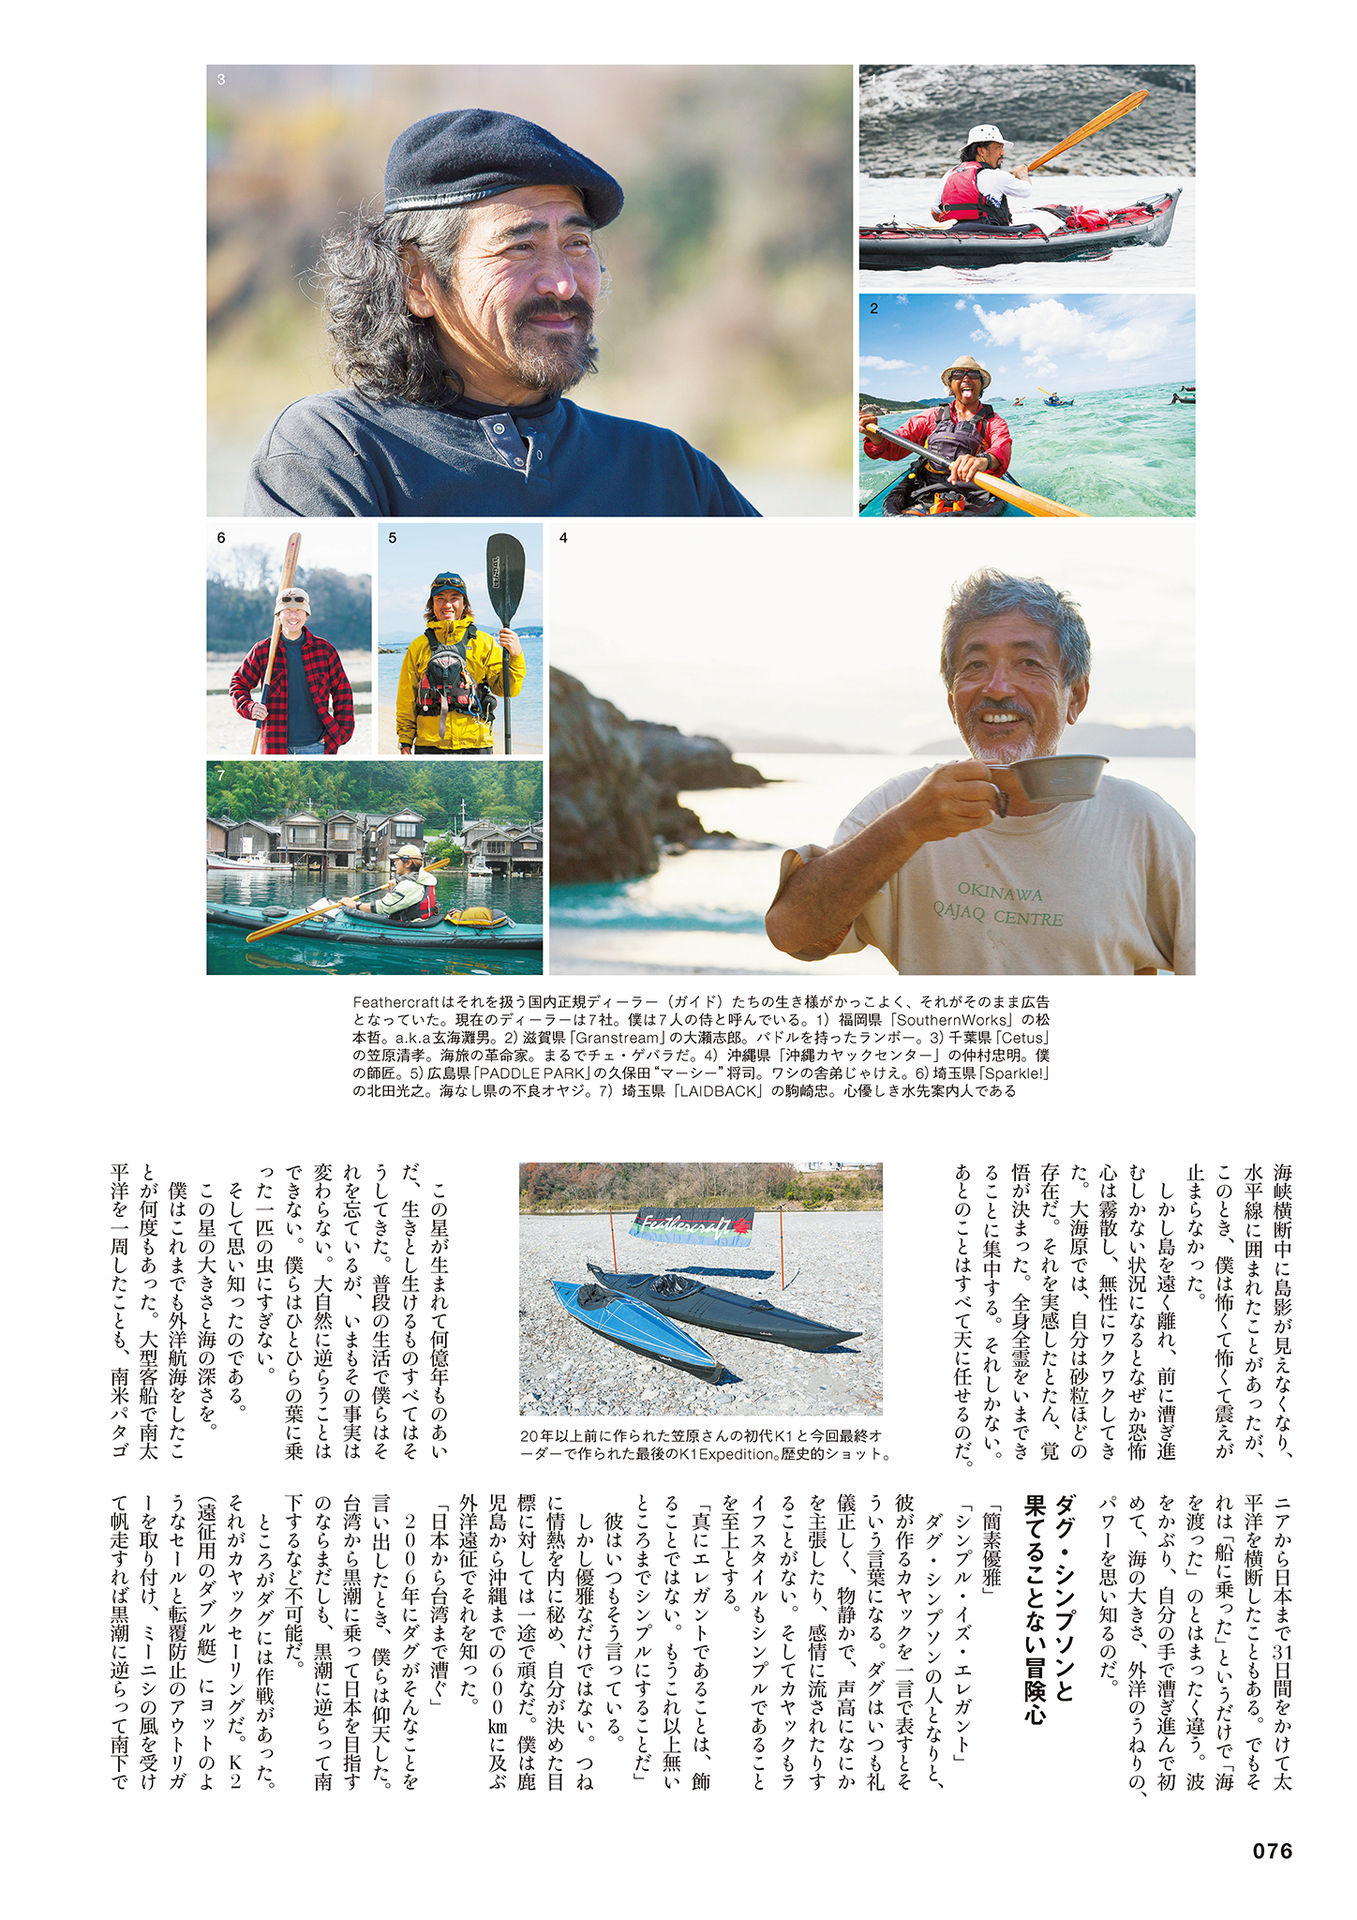 3
1
2
6
5
4
7
OKINAWA
QAJAQ CENTRE
Feathercraftはそれを扱う国内正規ディーラー（ガイド）たちの生き様がかっこよく、それがそのまま広告
となっていた。現在のディーラーは7社。僕は7人の侍と呼んでいる。1）福岡県「SouthernWorks」の松
本哲。a.k.a玄海灘男。2）滋賀県「Granstream」の大瀬志郎。パドルを持ったランボー。3）千葉県「Cetus」
の笠原清孝。海旅の革命家。まるでチェ・ゲバラだ。4）沖縄県「沖縄カヤックセンター」の仲村忠明。僕
の師匠。5）広島県「PADDLE PARK」の久保田“マーシー”将司。ワシの舎弟じゃけえ。6）埼玉県「Sparkle!」
の北田光之。海なし県の不良オヤジ。7）埼玉県「LAIDBACK」の駒崎忠。心優しき水先案内人である
海峡横断中に島影が見えなくなり、
水平線に囲まれたことがあったが、
このとき、僕は怖くて怖くて震えが
止まらなかった。
しかし島を遠く離れ、前に漕ぎ進
むしかない状況になるとなぜか恐怖
心は霧散し、無性にワクワクしてき
た。大海原では、自分は砂粒ほどの
存在だ。それを実感したとたん、覚
悟が決まった。全身全霊をいまでき
ることに集中する。それしかない。
あとのことはすべて天に任せるのだ。
Feathercraft
20年以上前に作られた笠原さんの初代K1と今回最終オ
ーダーで作られた最後のK1Expedition。歴史的ショット。
この星が生まれて何億年ものあい
だ、生きとし生けるものすべてはそ
うしてきた。普段の生活で僕らはそ
れを忘れているが、いまもその事実は
変わらない。大自然に逆らうことは
できない。僕らはひとひらの葉に乗
った一匹の虫にすぎない。
そして思い知ったのである。
この星の大きさと海の深さを。
僕はこれまでも外洋航海をしたこ
とが何度もあった。大型客船で南太
平洋を一周したことも、南米パタゴ
ニアから日本まで31日間をかけて太
平洋を横断したこともある。でもそ
れは「船に乗った」というだけで「海
を渡った」のとはまったく違う。波
をかぶり、自分の手で漕ぎ進んで初
めて、海の大きさ、外洋のうねりの、
パワーを思い知るのだ。
ダグ・シンプソンと
果てることない冒険心
「簡素優雅」
「シンプル・イズ・エレガント」
ダグ・シンプソンの人となりと、
彼が作るカヤックを一言で表すとそ
ういう言葉になる。ダグはいつも礼
儀正しく、物静かで、声高になにか
を主張したり、感情に流されたりす
ることがない。そしてカヤックもラ
イフスタイルもシンプルであること
を至上とする。
「真にエレガントであることは、飾
ることではない。もうこれ以上無い
ところまでシンプルにすることだ」
彼はいつもそう言っている。
しかし優雅なだけではない。つね
に情熱を内に秘め、自分が決めた目
標に対しては一途で頑なだ。僕は鹿
児島から沖縄までの600㎞に及ぶ
外洋遠征でそれを知った。
「日本から台湾まで漕ぐ」
2006年にダグがそんなことを
言い出したとき、僕らは仰天した。
台湾から黒潮に乗って日本を目指す
のならまだしも、黒潮に逆らって南
下するなど不可能だ。
ところがダグには作戦があった。
それがカヤックセーリングだ。K2
（遠征用のダブル艇）にヨットのよ
うなセールと転覆防止のアウトリガ
ーを取り付け、ミーニシの風を受け
て帆走すれば黒潮に逆らって南下で
076